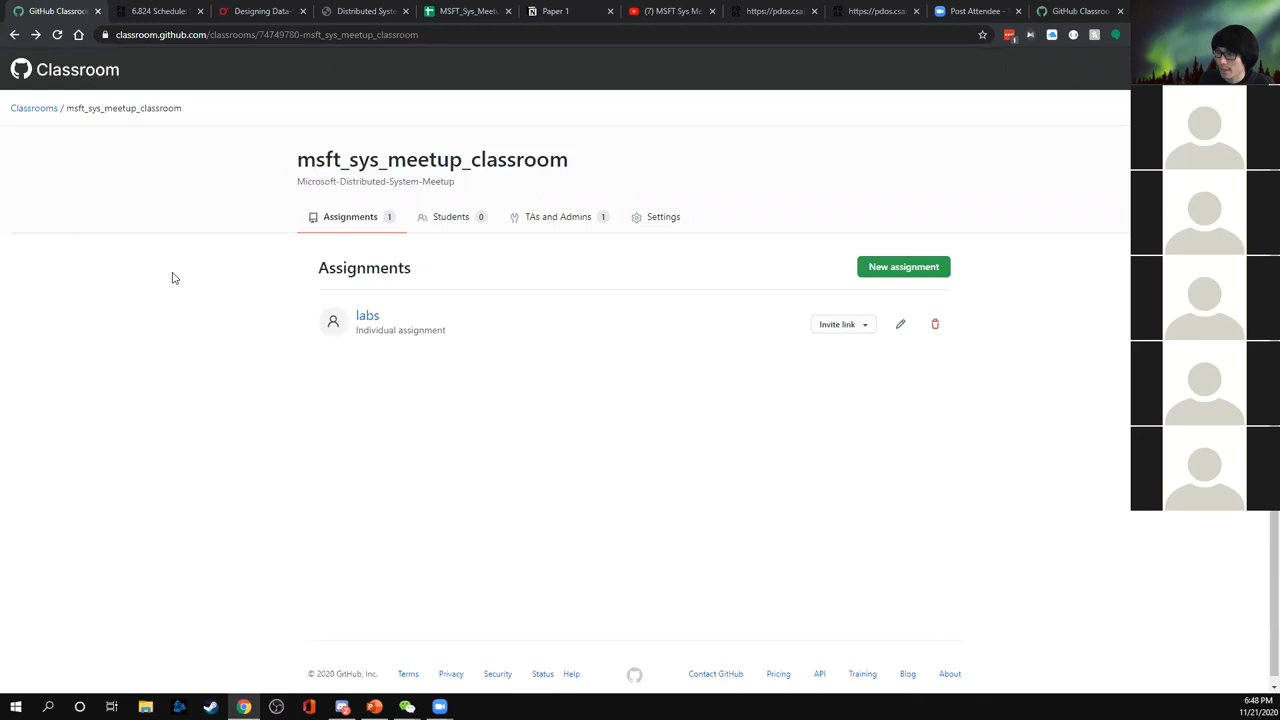 GitHub Classro
6.824 Schedule:
Designing Data-
Distributed Syste
MSFT_Sys_Meetu
Paper 1
(7) MSFT Sys Me
https://pdos.csa
https://pdos.csa
Post Attendee -
GitHub Classroo
classroom.github.com/classrooms/74749780-msft_sys_meetup_classroom
1
Classroom
Classrooms / msft_sys_meetup_classroom
msft_sys_meetup_classroom
Microsoft-Distributed-System-Meetup
Assignments 1
Students 0
TAs and Admins 1
Settings
Assignments
New assignment
labs
Individual assignment
Invite link
© 2020 GitHub, Inc. Terms Privacy Security Status Help
Contact GitHub Pricing API Training Blog About
6:48 PM
11/21/2020